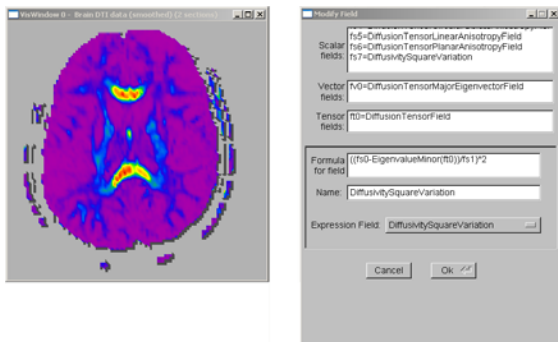 VisWindow 0 - Brain DTI data (smoothed) (2 sections)
Modify Field
Scalar fields:
fs5=DiffusionTensorLinearAnisotropyField
fs6=DiffusionTensorPlanarAnisotropyField
fs7=DiffusivitySquareVariation
Vector fields:
fv0=DiffusionTensorMajorEigenvectorField
Tensor fields:
ft0=DiffusionTensorField
Formula for field
((fs0-EigenvalueMinor(ft0))/fs1)^2
Name: DiffusivitySquareVariation
Expression Field: DiffusivitySquareVariation
Cancel Ok